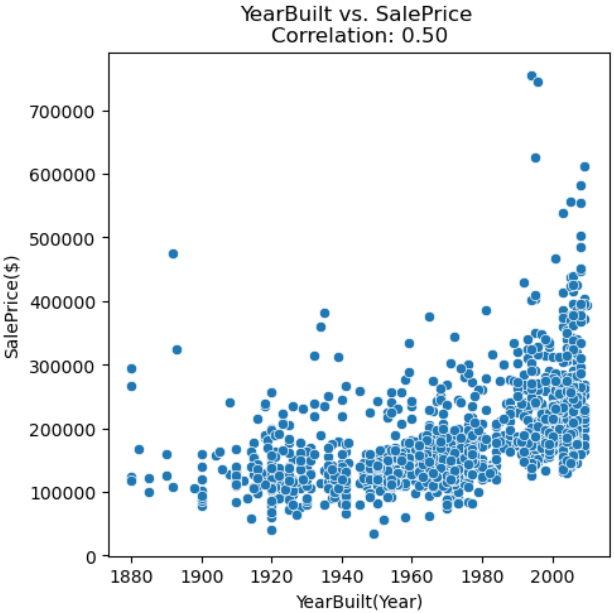 YearBuilt vs. SalePrice
Correlation: 0.50
SalePrice($)
700000
600000
500000
400000
300000
200000
100000
0
1880 1900 1920 1940 1960 1980 2000
YearBuilt(Year)